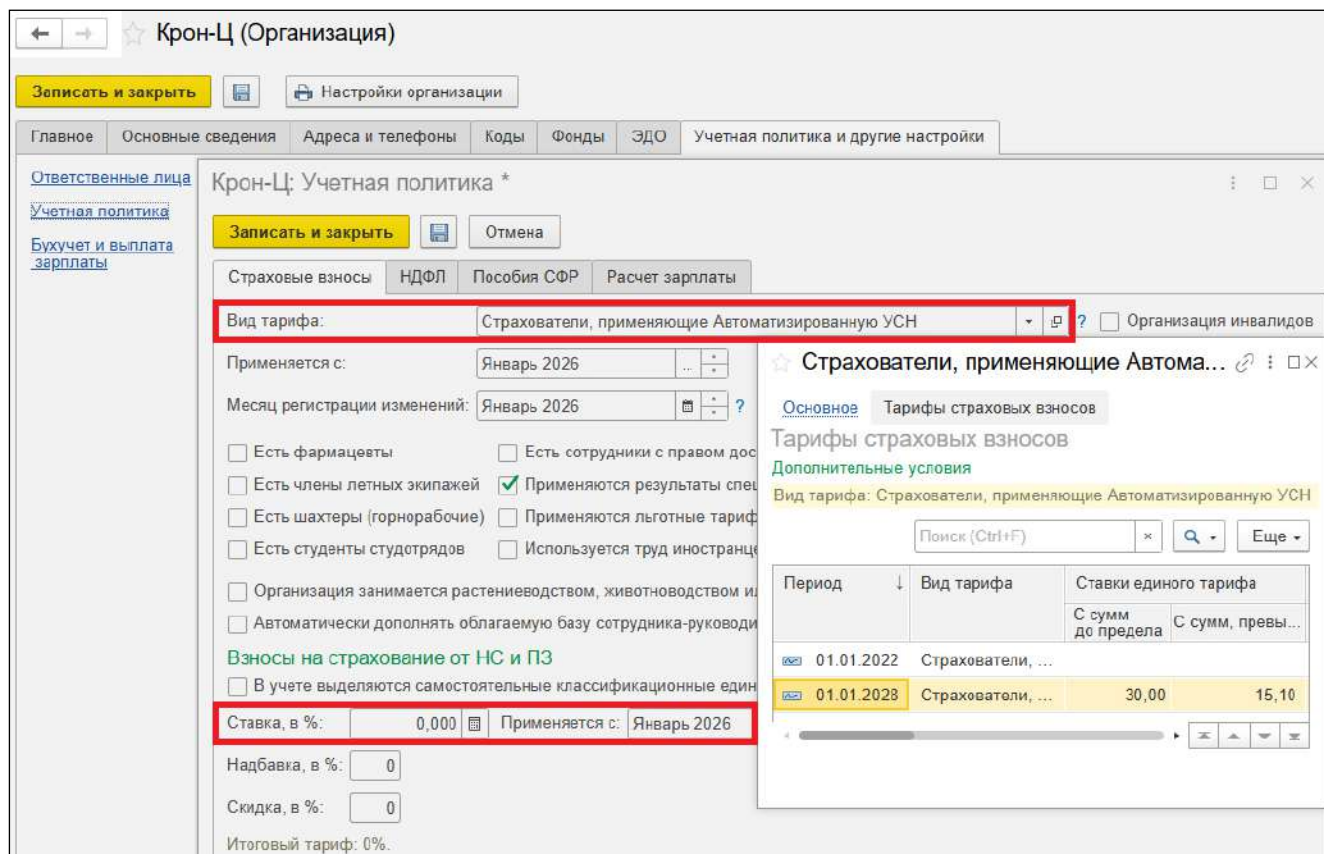 Крон-Ц (Организация)
Записать и закрыть Настройки организации
Главное Основные сведения Адреса и телефоны Коды Фонды ЭДО Учетная политика и другие настройки
Ответственные лица
Учетная политика
Бухучет и выплата
зарплаты
Крон-Ц: Учетная политика *
Записать и закрыть Отмена
Страховые взносы НДФЛ Пособия СФР Расчет зарплаты
Вид тарифа: Страхователи, применяющие Автоматизированную УСН ? Организация инвалидов
Применяется с: Январь 2026 ...
Месяц регистрации изменений: Январь 2026 ?
Есть фармацевты Есть сотрудники с правом дос
Есть члены летных экипажей Применяются результаты спец
Есть шахтеры (горнорабочие) Применяются льготные тариф
Есть студенты студотрядов Используется труд иностранце
Организация занимается растениеводством, животноводством ил
Автоматически дополнять облагаемую базу сотрудника-руководи
Взносы на страхование от НС и ПЗ
В учете выделяются самостоятельные классификационные един
Ставка, в %: 0,000 Применяется с: Январь 2026
Надбавка, в %: 0
Скидка, в %: 0
Итоговый тариф: 0%.
Страхователи, применяющие Автома...
Основное Тарифы страховых взносов
Тарифы страховых взносов
Дополнительные условия
Вид тарифа: Страхователи, применяющие Автоматизированную УСН
Поиск (Ctrl+F) × Еще
Период ↓ Вид тарифа Ставки единого тарифа
С сумм
до предела С сумм, превы...
01.01.2022 Страхователи, ...
01.01.2028 Страхователи, ... 30,00 15,10